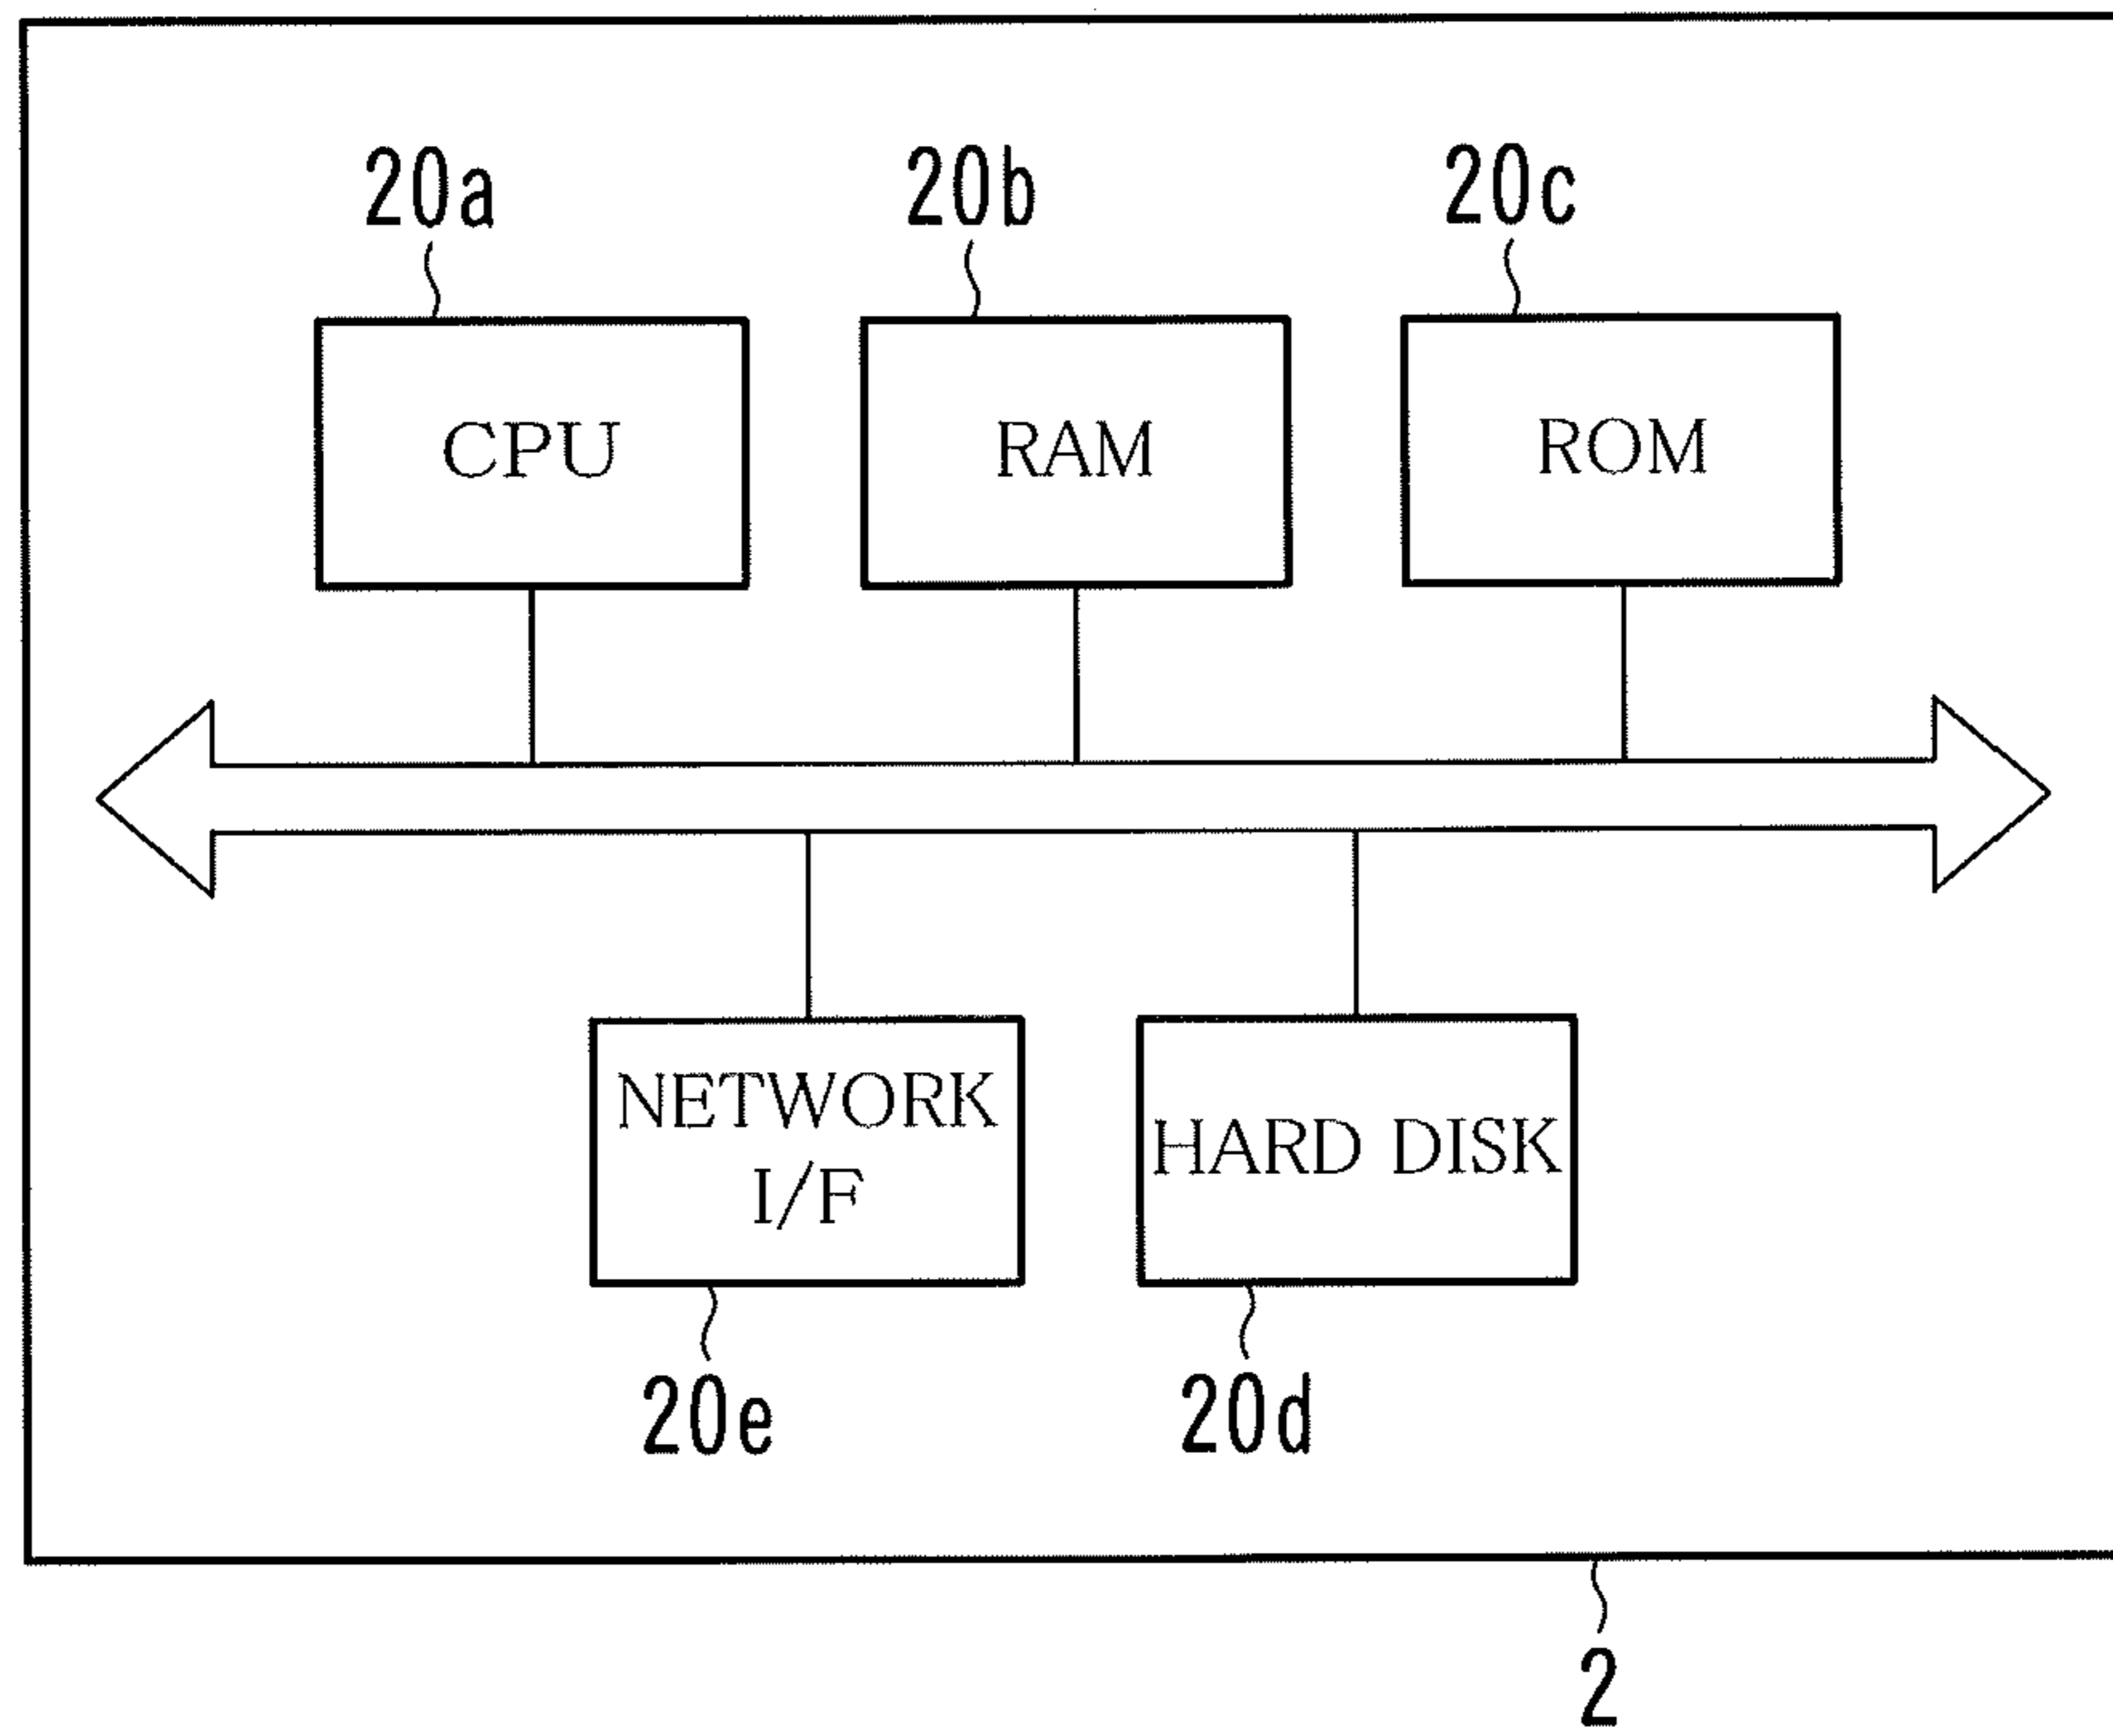 20a
20b
20c
CPU
RAM
ROM
NETWORK
I/F
HARD DISK
20e
20d
2